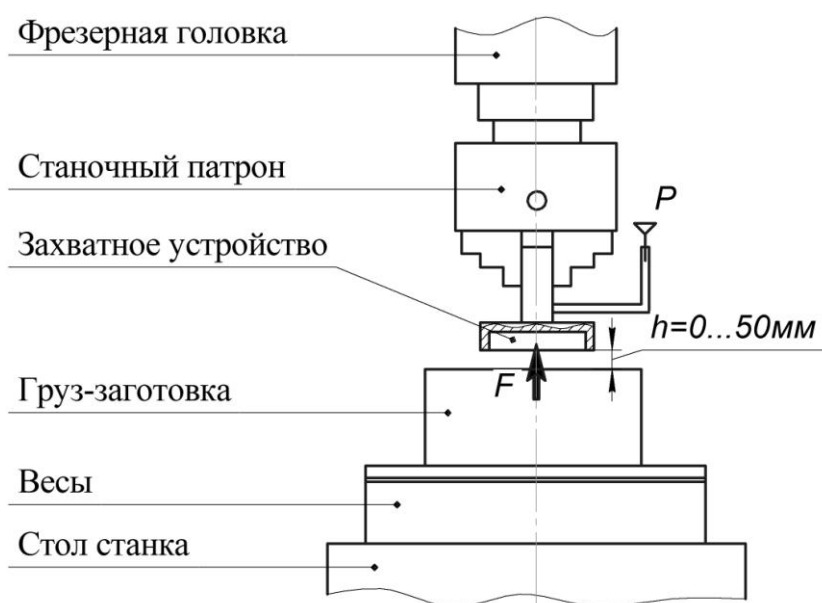 Фрезерная головка
Станочный патрон
P
Захватное устройство
h=0...50мм
F
Груз-заготовка
Весы
Стол станка